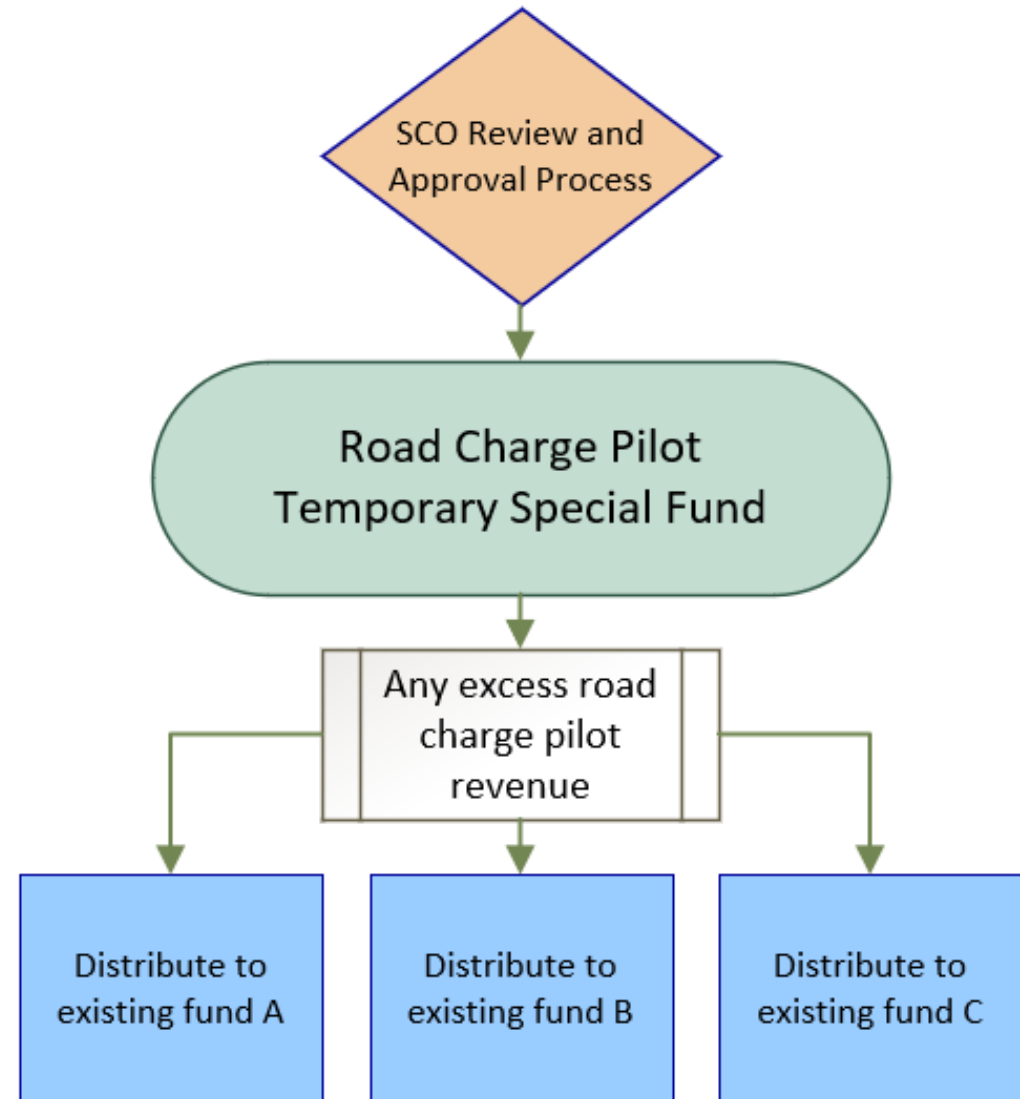 SCO Review and
Approval Process
Road Charge Pilot
Temporary Special Fund
Any excess road
charge pilot
revenue
Distribute to
existing fund A
Distribute to
existing fund B
Distribute to
existing fund C